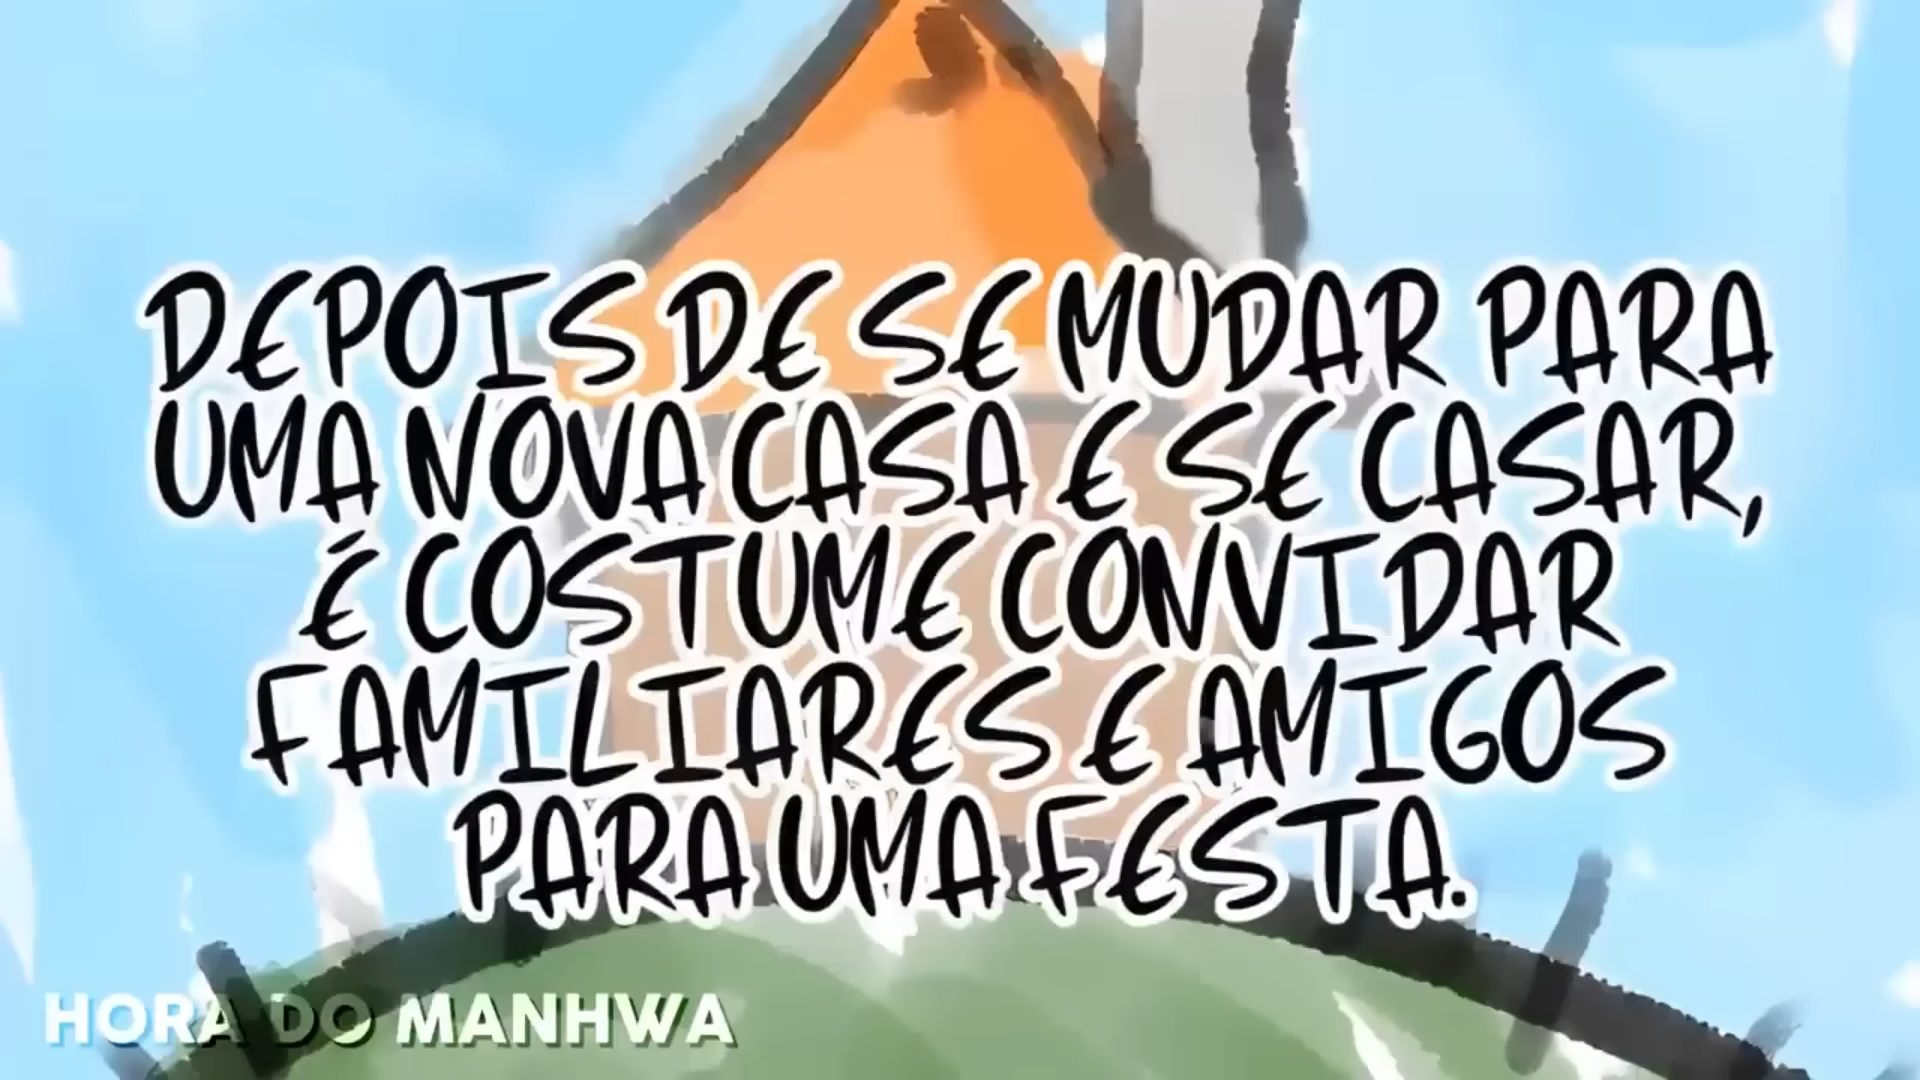 DEPOIS DE SE MUDAR PARA
UMA NOVA CASA E SE CASAR,
É COSTUME CONVIDAR
FAMILIARES E AMIGOS
PARA UMA FESTA.
HORA DO MANHWA